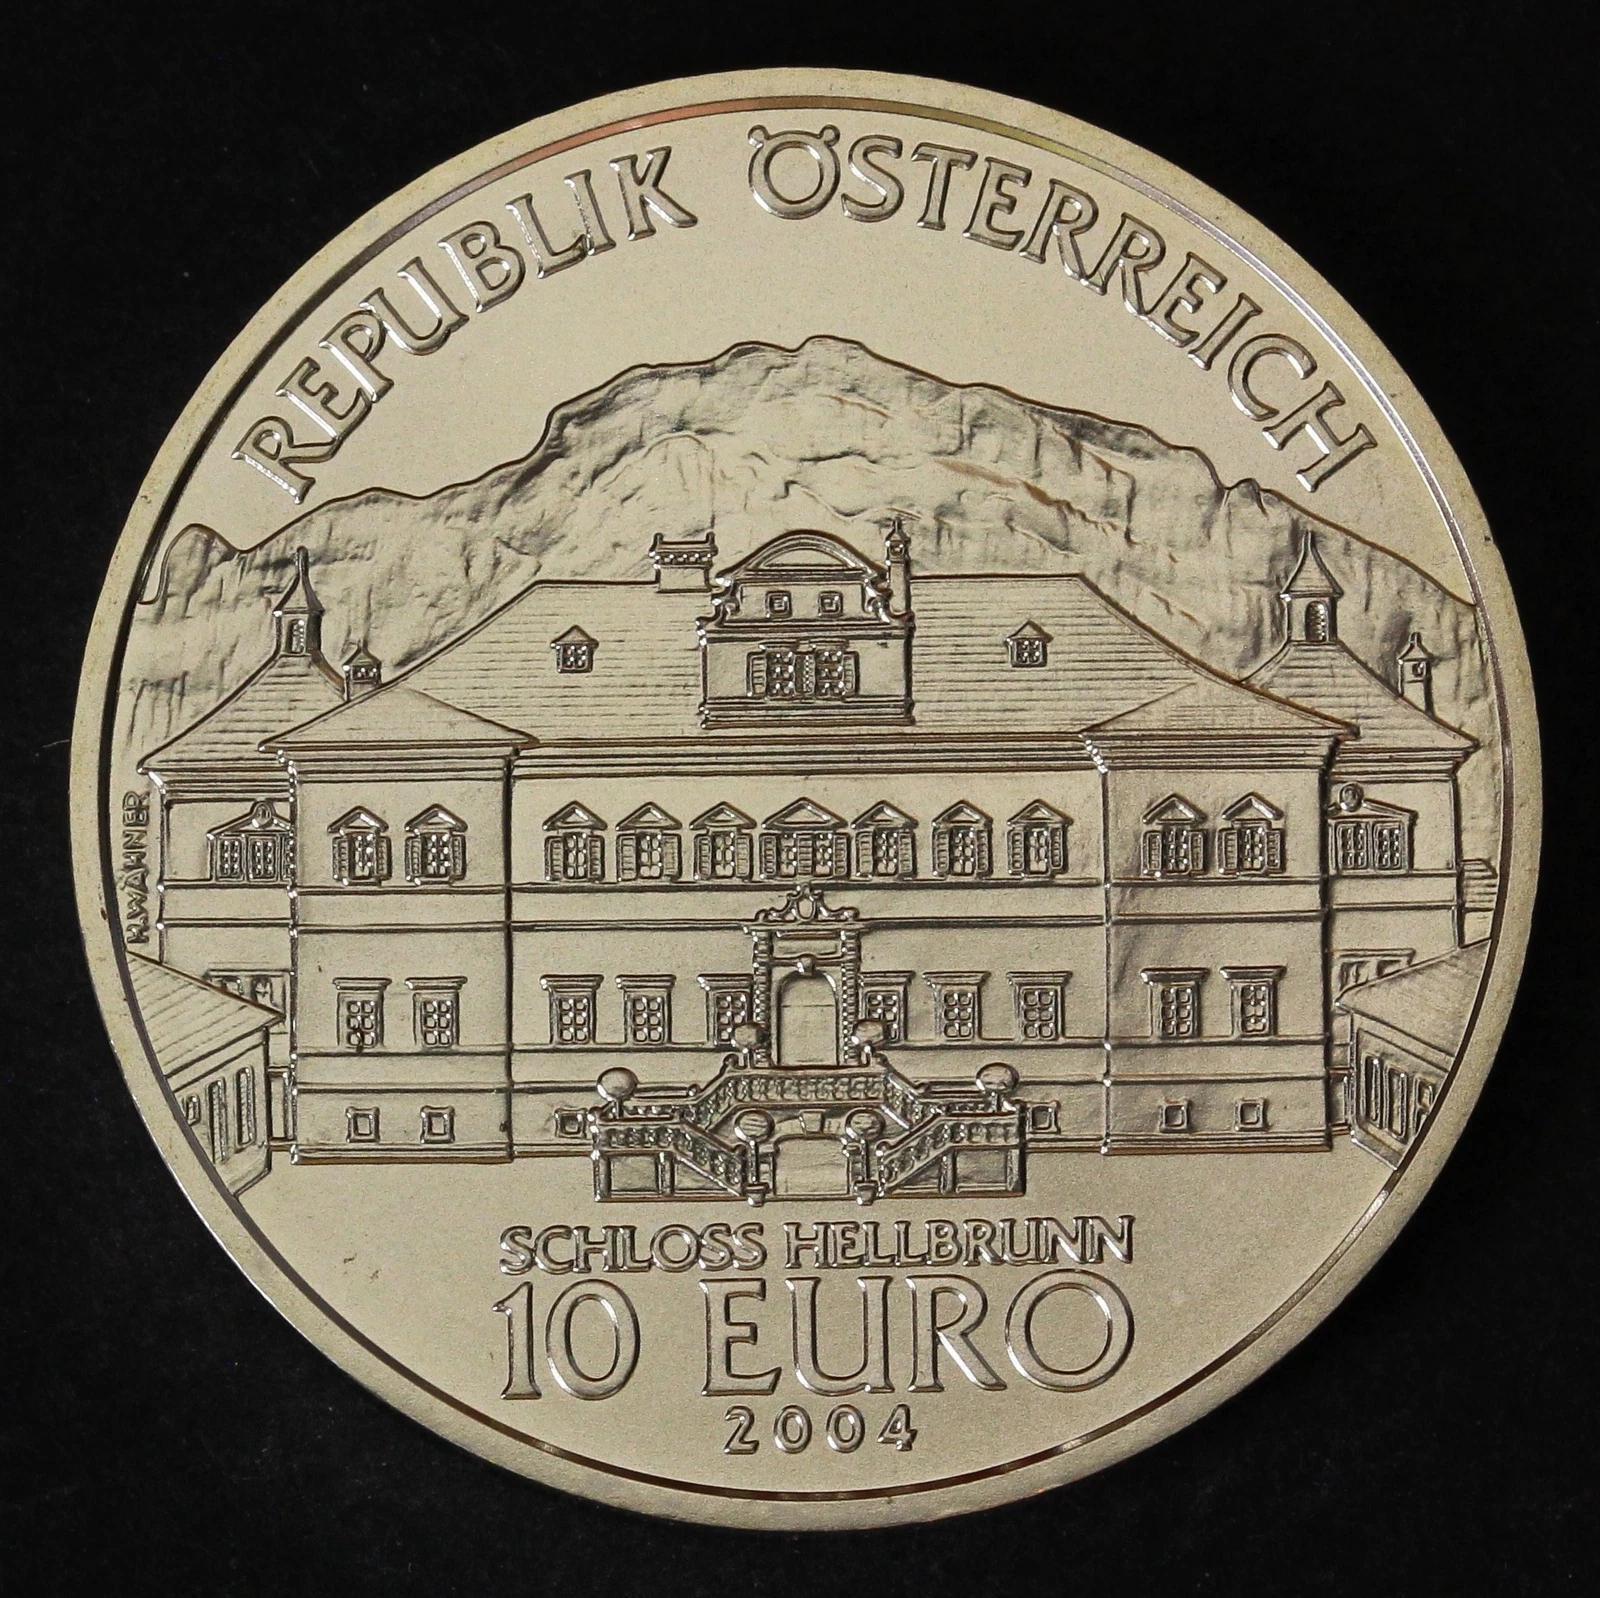 REPUBLIK ÖSTERREICH
H.WÄHNER
SCHLOSS HELLBRUNN
10 EURO
2004